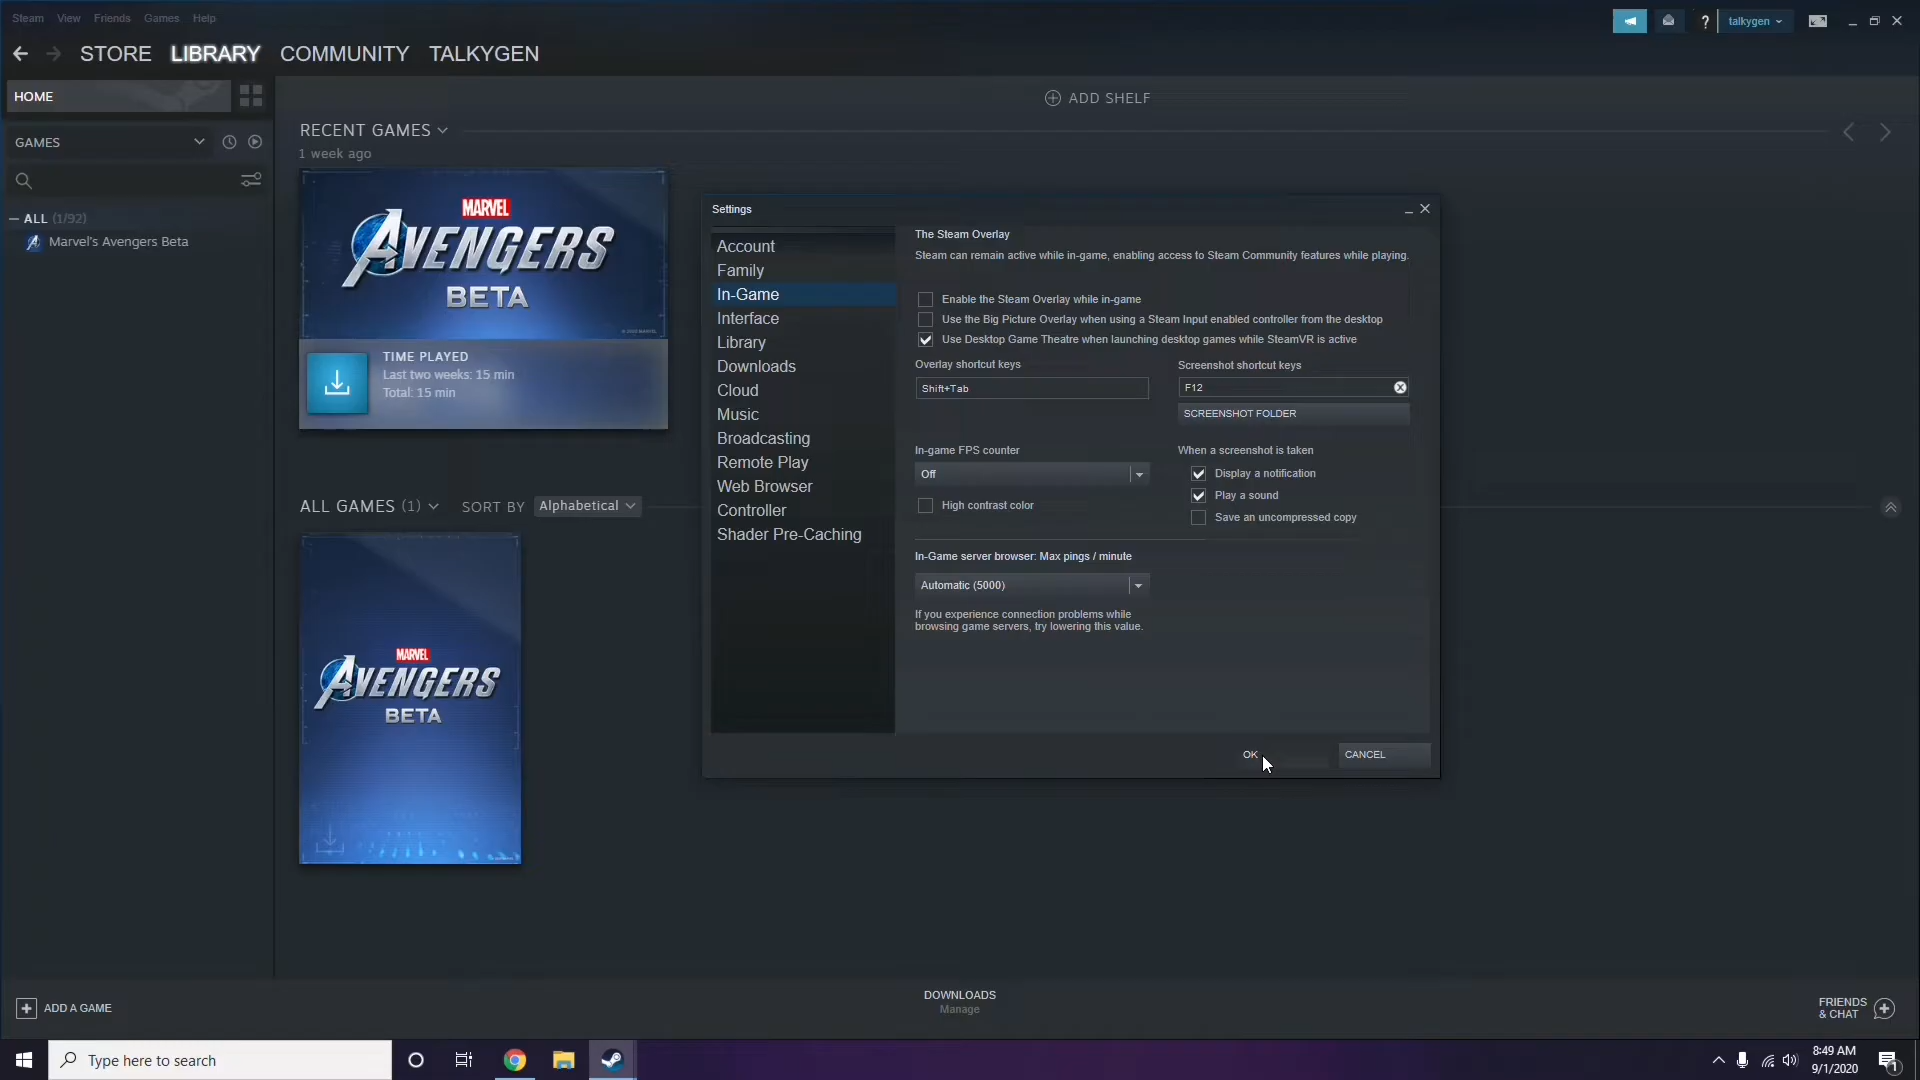 Steam View Friends Games Help
talkygen
STORE LIBRARY COMMUNITY TALKYGEN
HOME
ADD SHELF
GAMES
RECENT GAMES
1 week ago
ALL (1/92)
Marvel's Avengers Beta
MARVEL
AVENGERS
BETA
© 2020 MARVEL
TIME PLAYED
Last two weeks: 15 min
Total: 15 min
ALL GAMES (1) SORT BY Alphabetical
MARVEL
AVENGERS
BETA
Settings
Account
Family
In-Game
Interface
Library
Downloads
Cloud
Music
Broadcasting
Remote Play
Web Browser
Controller
Shader Pre-Caching
The Steam Overlay
Steam can remain active while in-game, enabling access to Steam Community features while playing.
Enable the Steam Overlay while in-game
Use the Big Picture Overlay when using a Steam Input enabled controller from the desktop
Use Desktop Game Theatre when launching desktop games while SteamVR is active
Overlay shortcut keys
Shift+Tab
Screenshot shortcut keys
F12
SCREENSHOT FOLDER
In-game FPS counter
Off
High contrast color
When a screenshot is taken
Display a notification
Play a sound
Save an uncompressed copy
In-Game server browser: Max pings / minute
Automatic (5000)
If you experience connection problems while
browsing game servers, try lowering this value.
OK
CANCEL
ADD A GAME
DOWNLOADS
Manage
FRIENDS
& CHAT
Type here to search
8:49 AM
9/1/2020
1